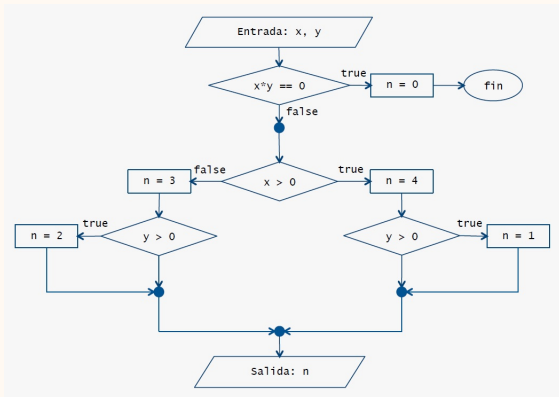 Entrada: x, y
x*y == 0
true
n = 0
fin
false
false
x > 0
true
n = 3
n = 4
n = 2
true
y > 0
y > 0
true
n = 1
Salida: n